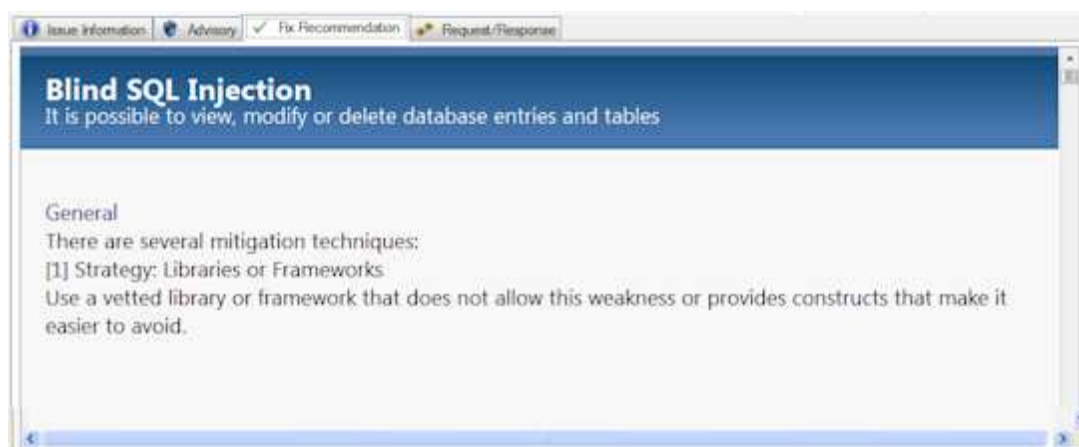 Issue Information Advisory Fix Recommendation Request/Response
Blind SQL Injection
It is possible to view, modify or delete database entries and tables
General
There are several mitigation techniques:
[1] Strategy: Libraries or Frameworks
Use a vetted library or framework that does not allow this weakness or provides constructs that make it
easier to avoid.